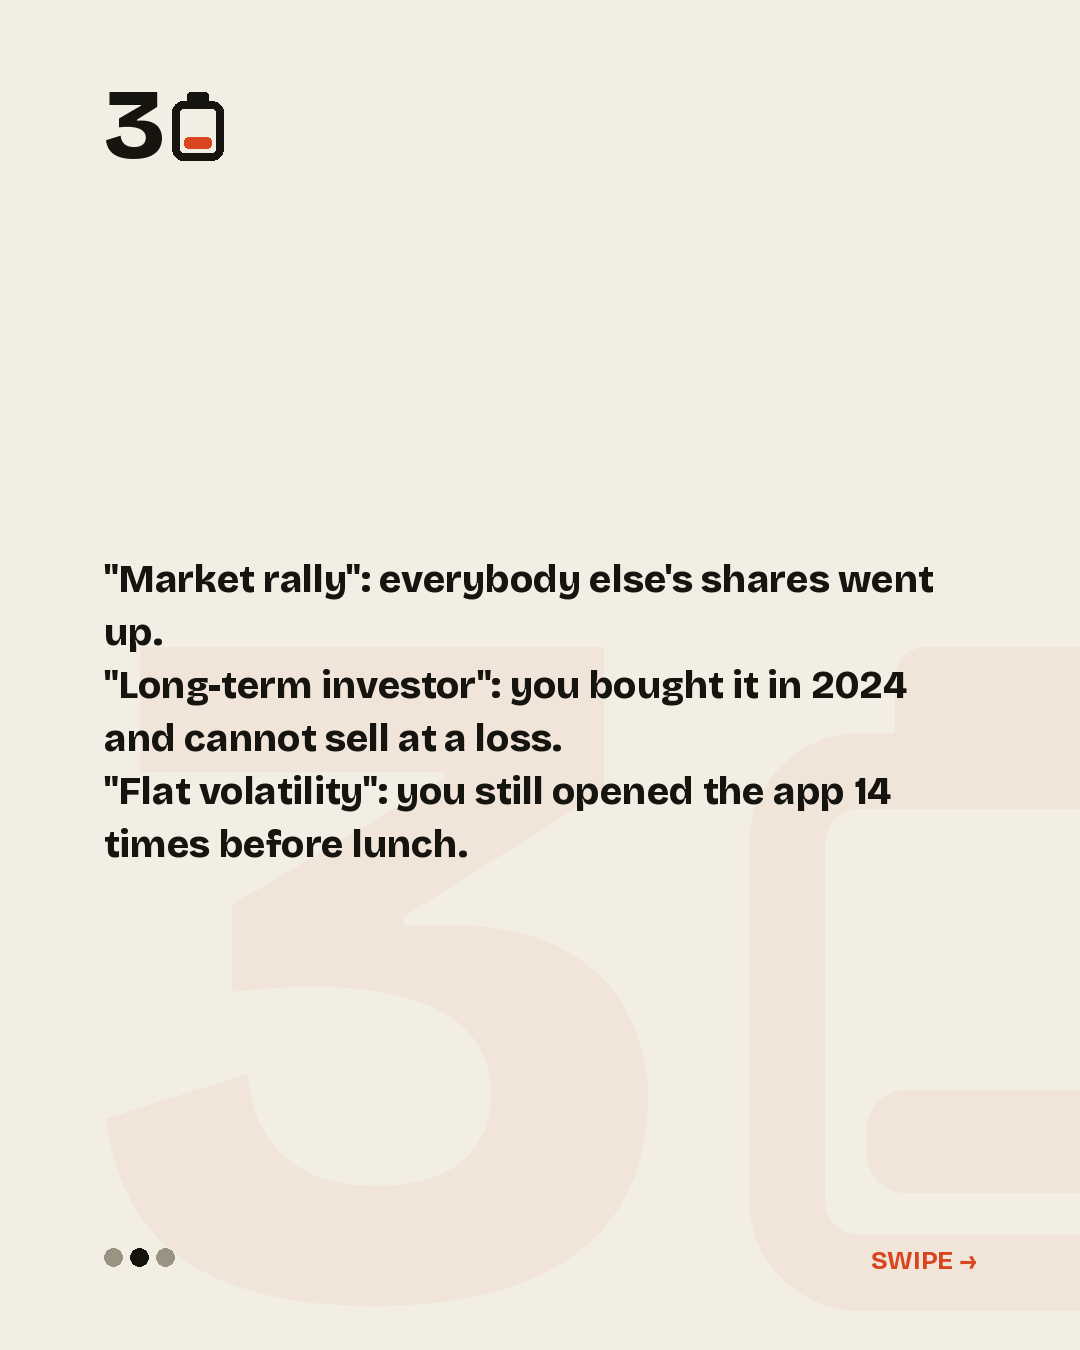 30
"Market rally": everybody else's shares went
up.
"Long-term investor": you bought it in 2024
and cannot sell at a loss.
"Flat volatility": you still opened the app 14
times before lunch.
SWIPE →